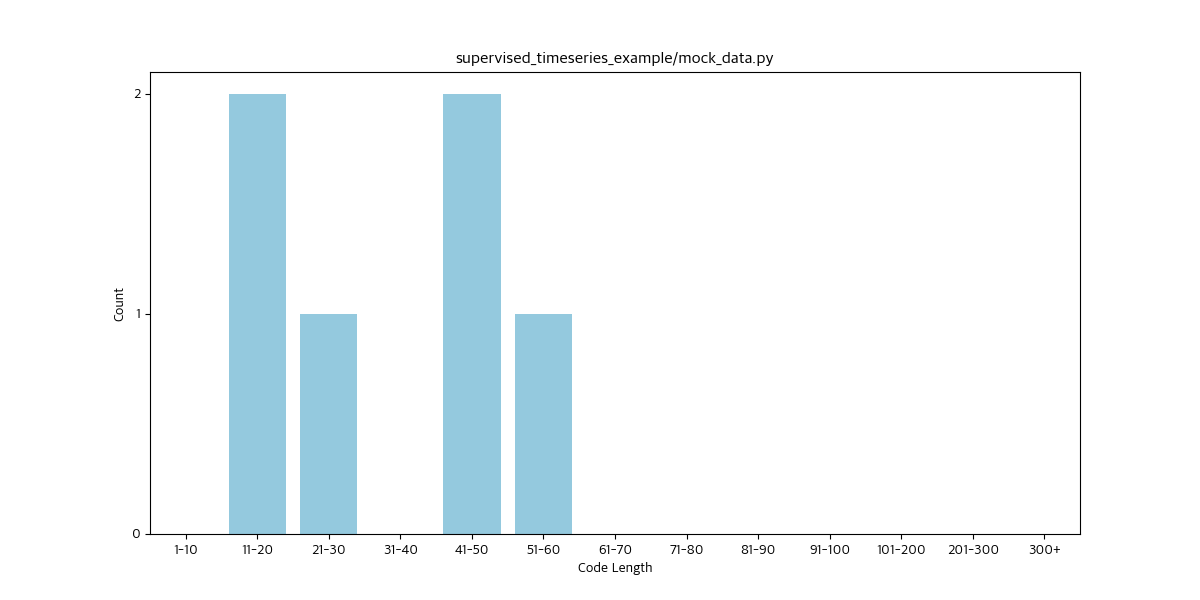 supervised_timeseries_example/mock_data.py
2
1
0
Count
1-10 11-20 21-30 31-40 41-50 51-60 61-70 71-80 81-90 91-100 101-200 201-300 300+
Code Length